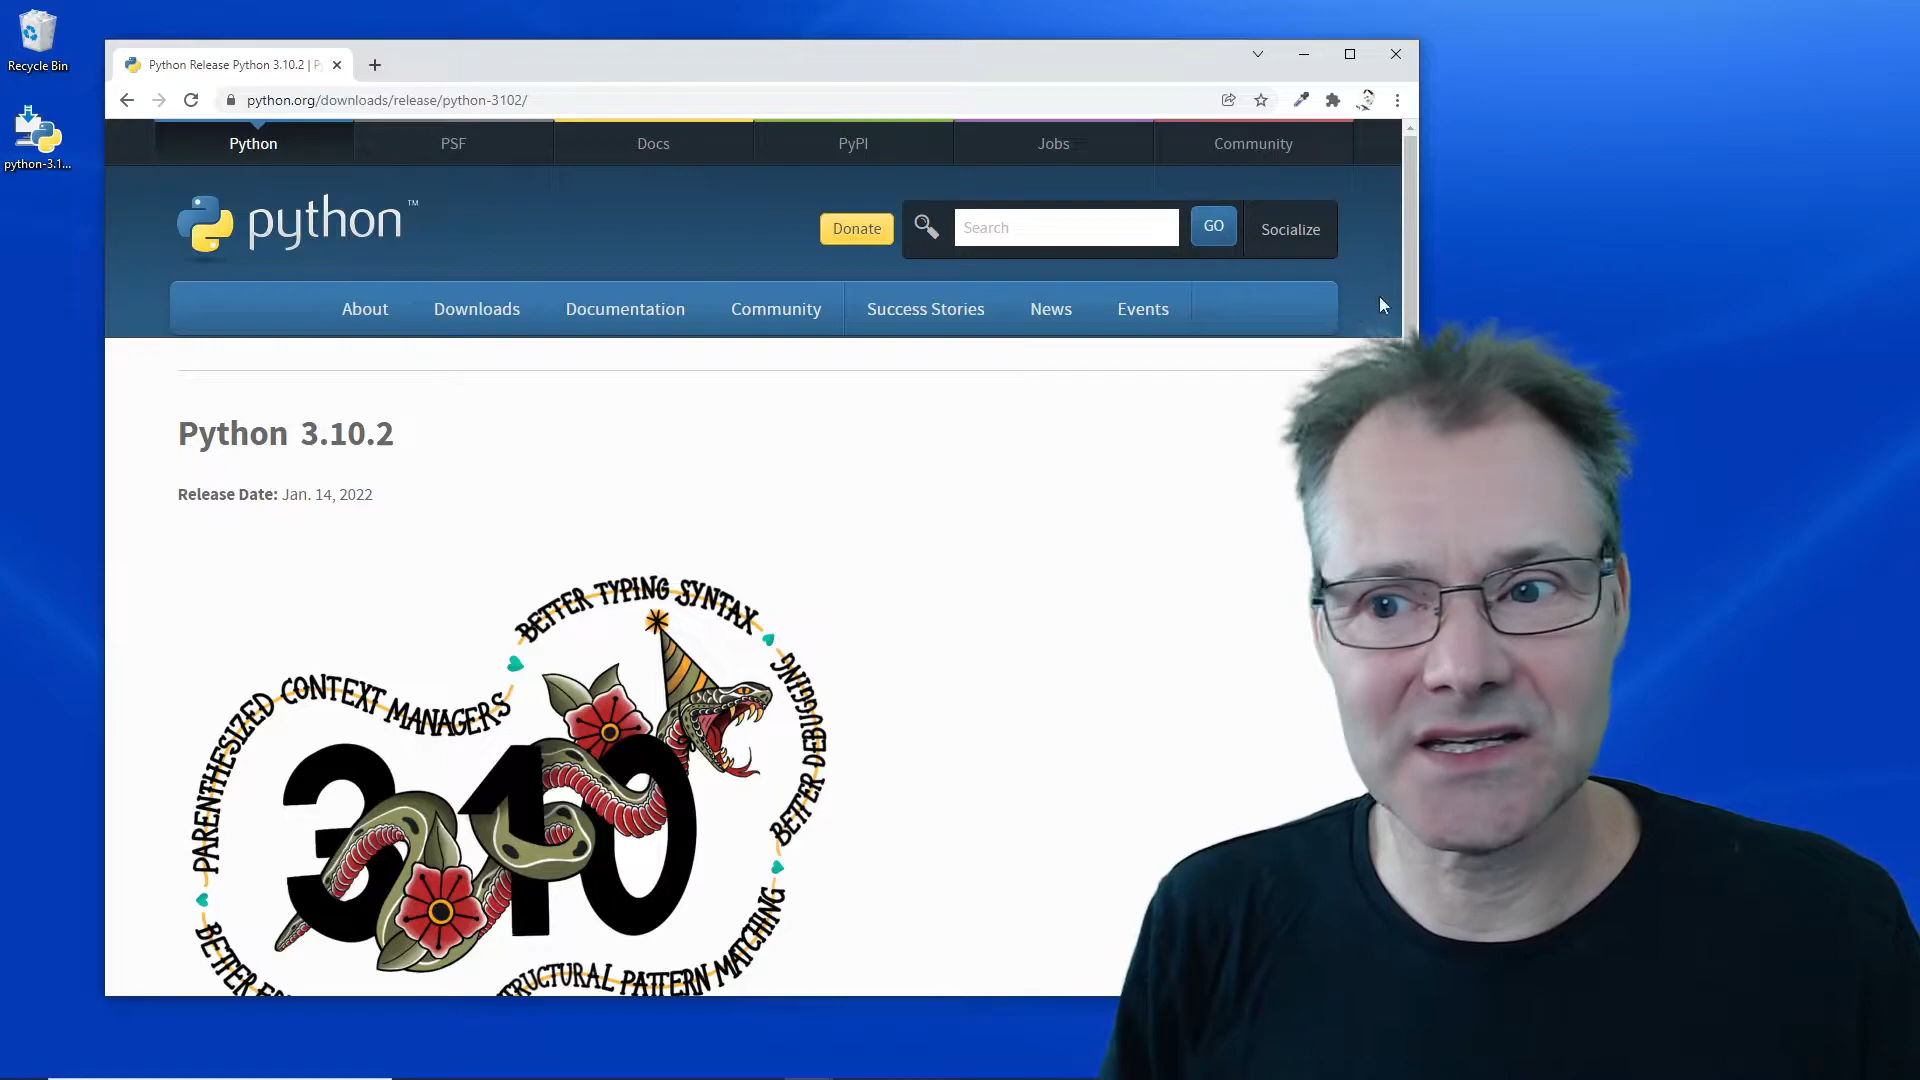 Recycle Bin
python-3.1...
Python Release Python 3.10.2 | P
python.org/downloads/release/python-3102/
Python PSF Docs PyPI Jobs Community
python™
Donate Search GO Socialize
About Downloads Documentation Community Success Stories News Events
Python 3.10.2
Release Date: Jan. 14, 2022
BETTER TYPING SYNTAX
PARENTHESIZED CONTEXT MANAGERS
BETTER DEBUGGING
310
STRUCTURAL PATTERN MATCHING
BETTER